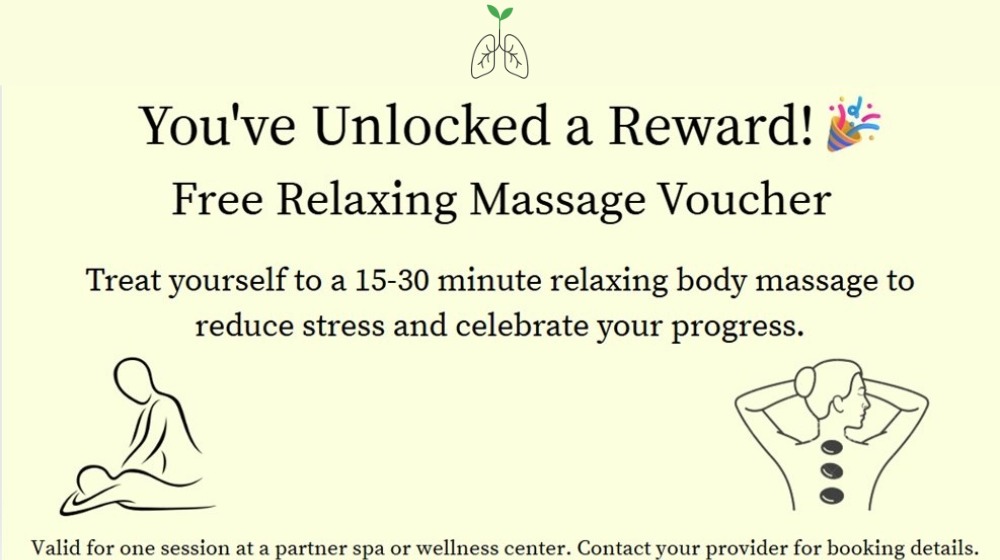 You've Unlocked a Reward! 🎉
Free Relaxing Massage Voucher
Treat yourself to a 15-30 minute relaxing body massage to
reduce stress and celebrate your progress.
Valid for one session at a partner spa or wellness center. Contact your provider for booking details.